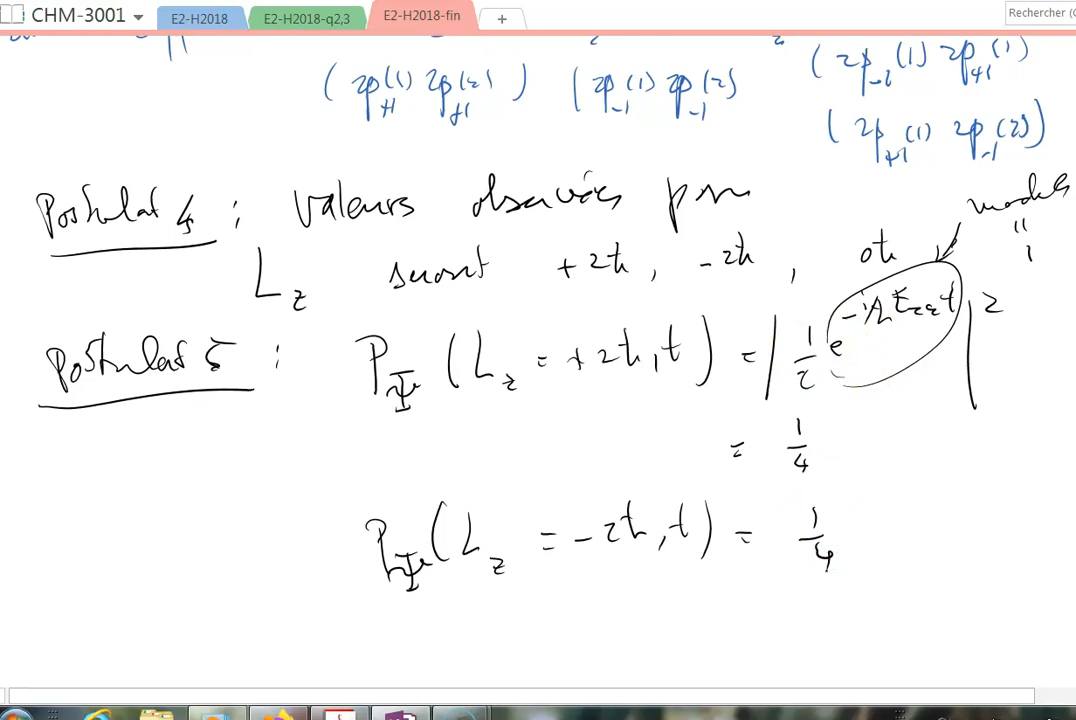 CHM-3001 E2-H2018 E2-H2018-q2,3 E2-H2018-fin + Rechercher (C
(2p+1(1) 2p+1(2)) (2p-1(1) 2p-1(2) (2p-1(1) 2p+1(1)
(2p+1(1) 2p-1(2))
Postulat 4 : valeurs observées pour
module
"
1
Lz seront +2ħ, -2ħ, 0ħ
Postulat 5 : PΨ(Lz = +2ħ, t) = |1/2 e^(-i/ħ E22 t)|²
= 1/4
PΨ(Lz = -2ħ, t) = 1/4